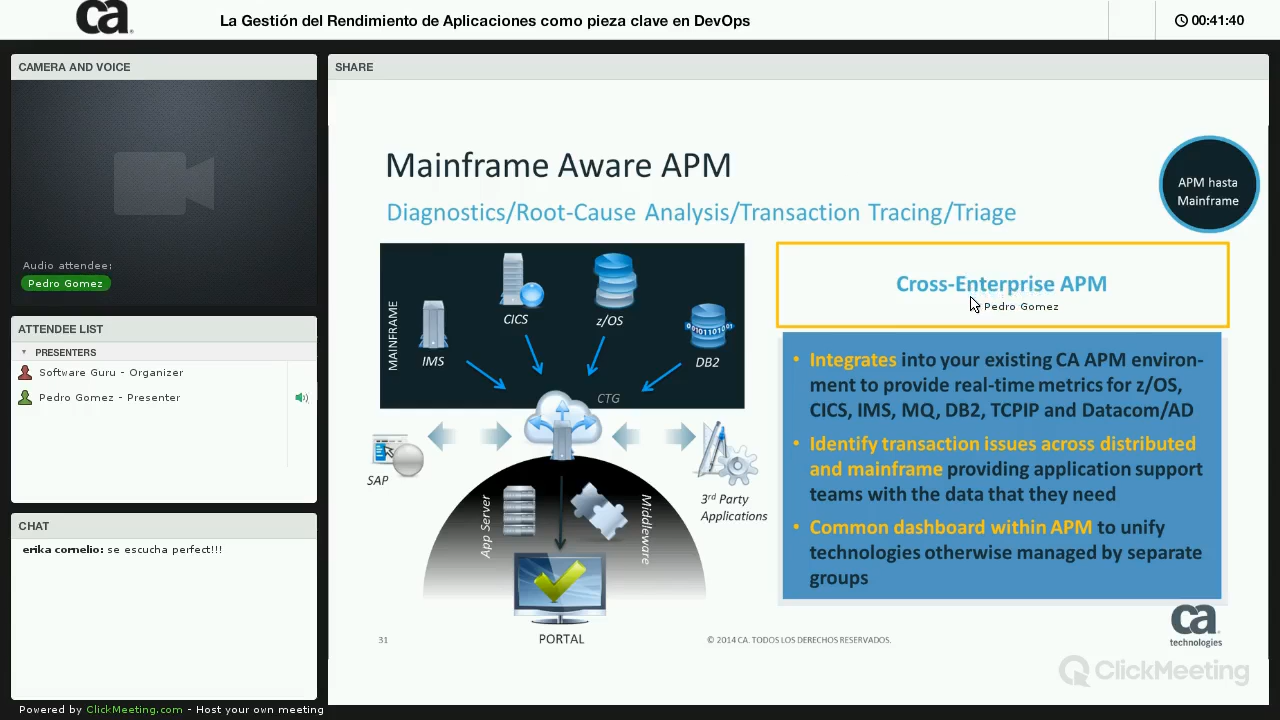 ca
La Gestión del Rendimiento de Aplicaciones como pieza clave en DevOps
00:41:40
CAMERA AND VOICE
Audio attendee:
Pedro Gomez
ATTENDEE LIST
PRESENTERS
Software Guru - Organizer
Pedro Gomez - Presenter
CHAT
erika cornelio: se escucha perfect!!!
Powered by ClickMeeting.com - Host your own meeting
SHARE
Mainframe Aware APM
Diagnostics/Root-Cause Analysis/Transaction Tracing/Triage
APM hasta
Mainframe
MAINFRAME
IMS
CICS
z/OS
DB2
010110100
CTG
SAP
3rd Party
Applications
App Server
Middleware
PORTAL
Cross-Enterprise APM
Pedro Gomez
• Integrates into your existing CA APM environ-
ment to provide real-time metrics for z/OS,
CICS, IMS, MQ, DB2, TCPIP and Datacom/AD
• Identify transaction issues across distributed
and mainframe providing application support
teams with the data that they need
• Common dashboard within APM to unify
technologies otherwise managed by separate
groups
31
© 2014 CA. TODOS LOS DERECHOS RESERVADOS.
ca
technologies
ClickMeeting